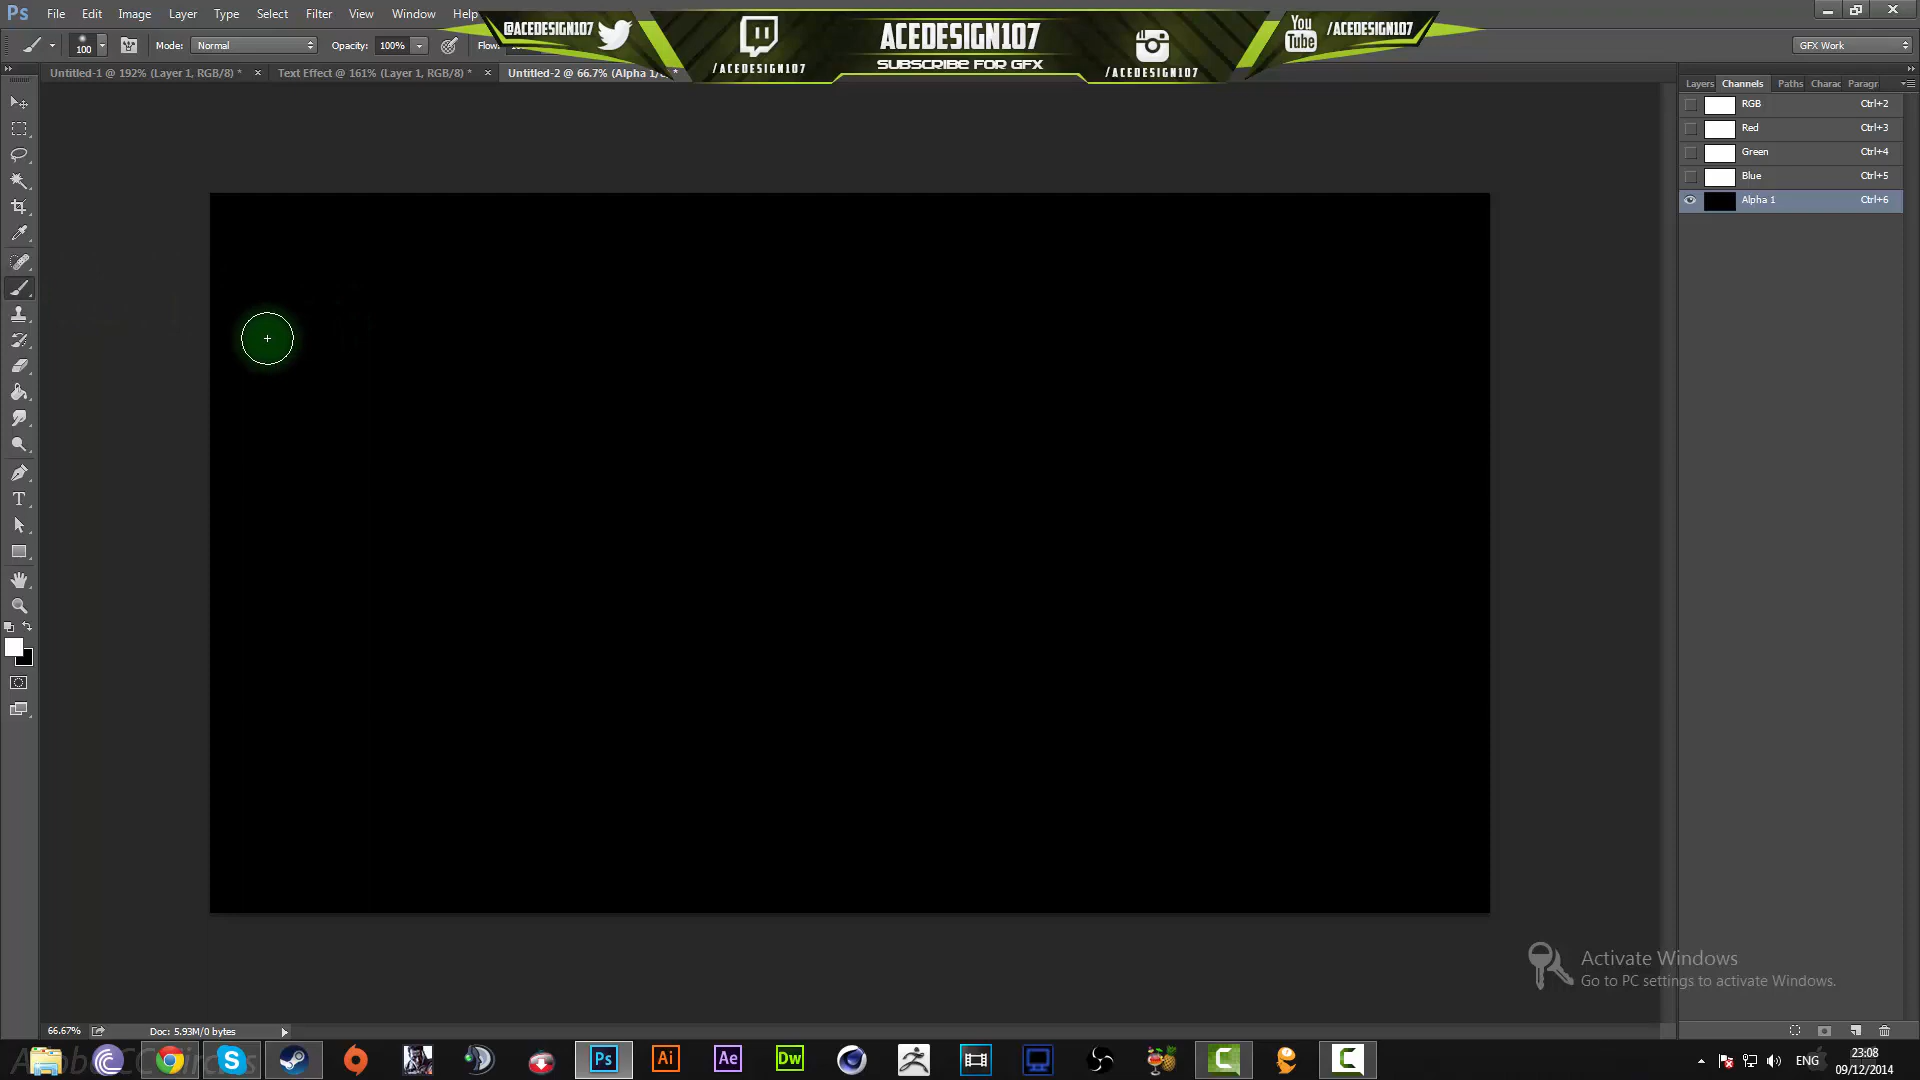 Ps File Edit Image Layer Type Select Filter View Window Help
100 Mode: Normal Opacity: 100% Flow:
GFX Work
@ACEDESIGN107
/ACEDESIGN107
ACEDESIGN107
SUBSCRIBE FOR GFX
/ACEDESIGN107
You Tube /ACEDESIGN107
Untitled-1 @ 192% (Layer 1, RGB/8) * × Text Effect @ 161% (Layer 1, RGB/8) * × Untitled-2 @ 66.7% (Alpha 1/ *
Layers Channels Paths Charac Paragr
RGB Ctrl+2
Red Ctrl+3
Green Ctrl+4
Blue Ctrl+5
Alpha 1 Ctrl+6
T
Activate Windows
Go to PC settings to activate Windows.
66.67% Doc: 5.93M/0 bytes
Ps Ai Ae Dw
ENG
23:08
09/12/2014